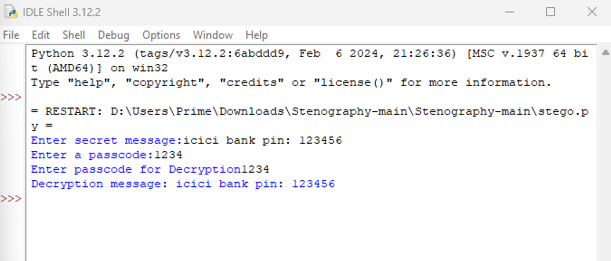 IDLE Shell 3.12.2
File Edit Shell Debug Options Window Help
Python 3.12.2 (tags/v3.12.2:6abddd9, Feb  6 2024, 21:26:36) [MSC v.1937 64 bi
t (AMD64)] on win32
Type "help", "copyright", "credits" or "license()" for more information.
>>>
= RESTART: D:\Users\Prime\Downloads\Stenography-main\Stenography-main\stego.p
y =
Enter secret message:icici bank pin: 123456
Enter a passcode:1234
Enter passcode for Decryption1234
Decryption message: icici bank pin: 123456
>>>